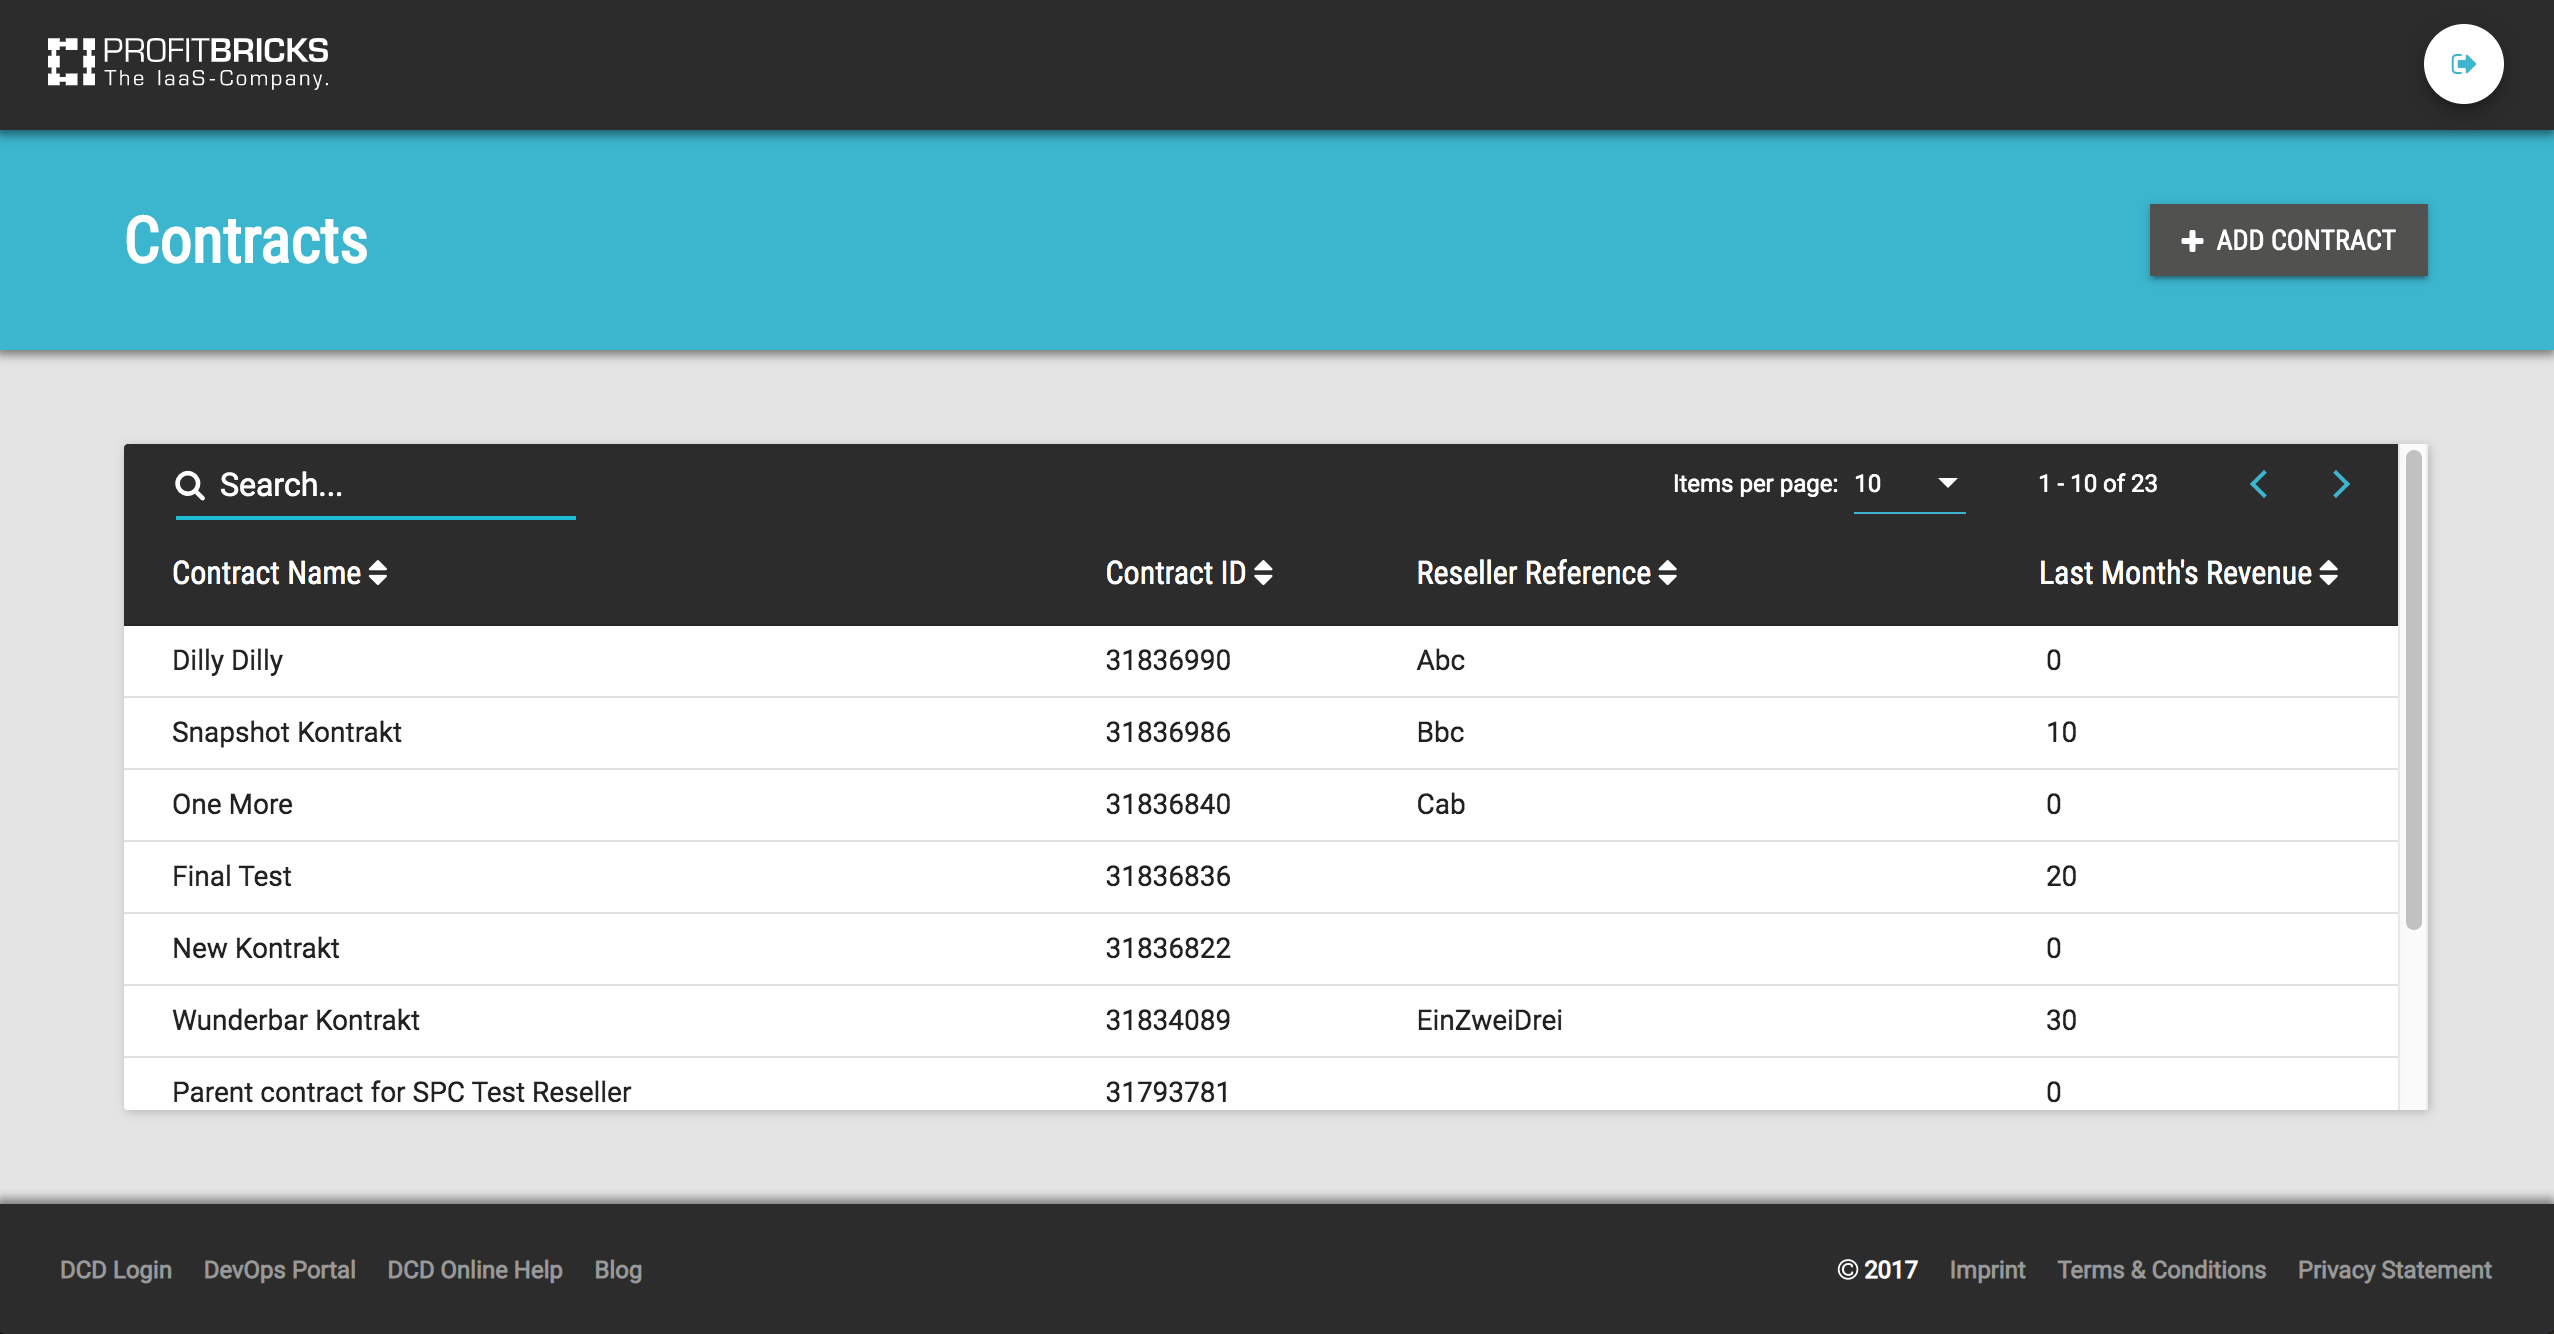 PROFITBRICKS
The IaaS-Company.
Contracts
ADD CONTRACT
Search...
Items per page: 10 1 - 10 of 23
Contract Name Contract ID Reseller Reference Last Month's Revenue
Dilly Dilly 31836990 Abc 0
Snapshot Kontrakt 31836986 Bbc 10
One More 31836840 Cab 0
Final Test 31836836 20
New Kontrakt 31836822 0
Wunderbar Kontrakt 31834089 EinZweiDrei 30
Parent contract for SPC Test Reseller 31793781 0
DCD Login DevOps Portal DCD Online Help Blog © 2017 Imprint Terms & Conditions Privacy Statement